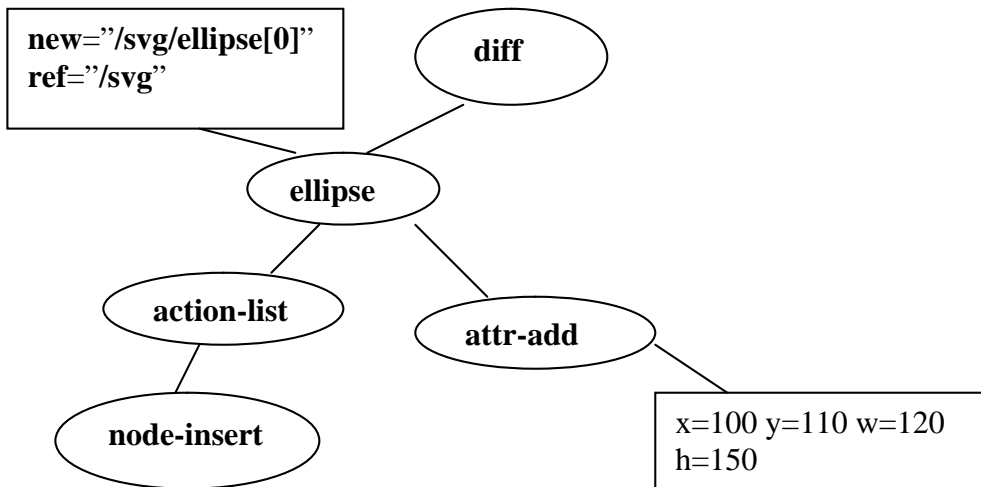 new=”/svg/ellipse[0]”
ref=”/svg”
diff
ellipse
action-list
attr-add
node-insert
x=100 y=110 w=120
h=150